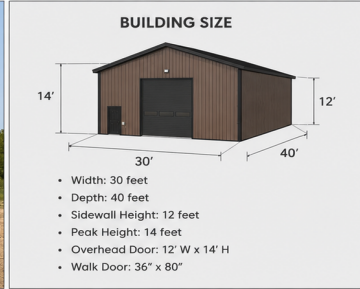 BUILDING SIZE
14'
12'
30'
40'
• Width: 30 feet
• Depth: 40 feet
• Sidewall Height: 12 feet
• Peak Height: 14 feet
• Overhead Door: 12' W x 14' H
• Walk Door: 36" x 80"